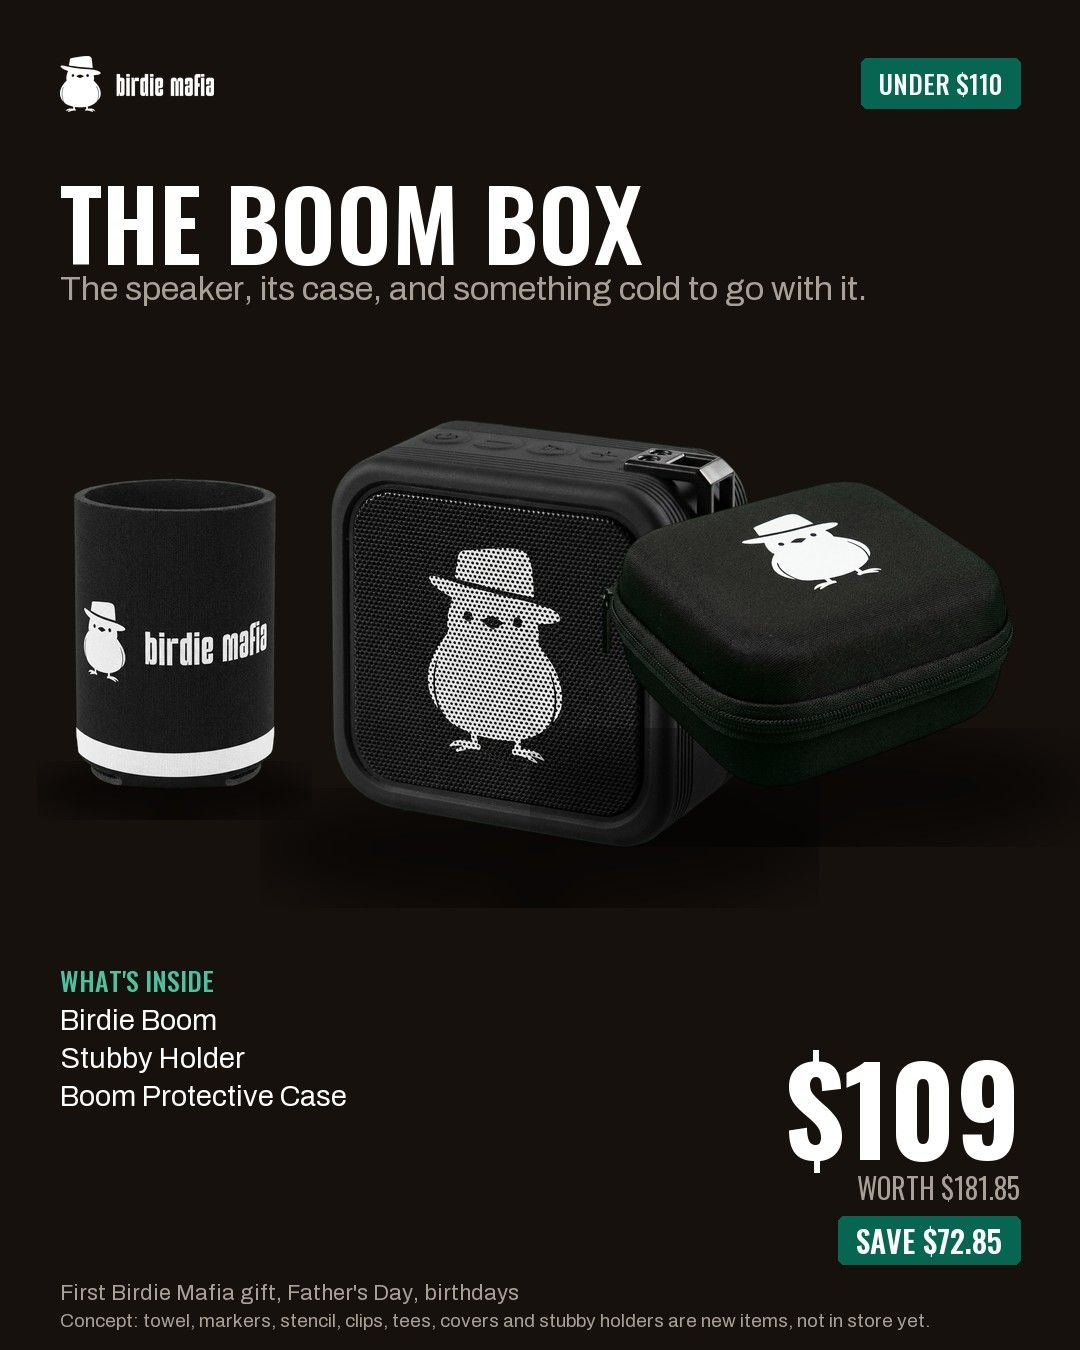 birdie mafia
UNDER $110
THE BOOM BOX
The speaker, its case, and something cold to go with it.
birdie mafia
WHAT'S INSIDE
Birdie Boom
Stubby Holder
Boom Protective Case
$109
WORTH $181.85
SAVE $72.85
First Birdie Mafia gift, Father's Day, birthdays
Concept: towel, markers, stencil, clips, tees, covers and stubby holders are new items, not in store yet.